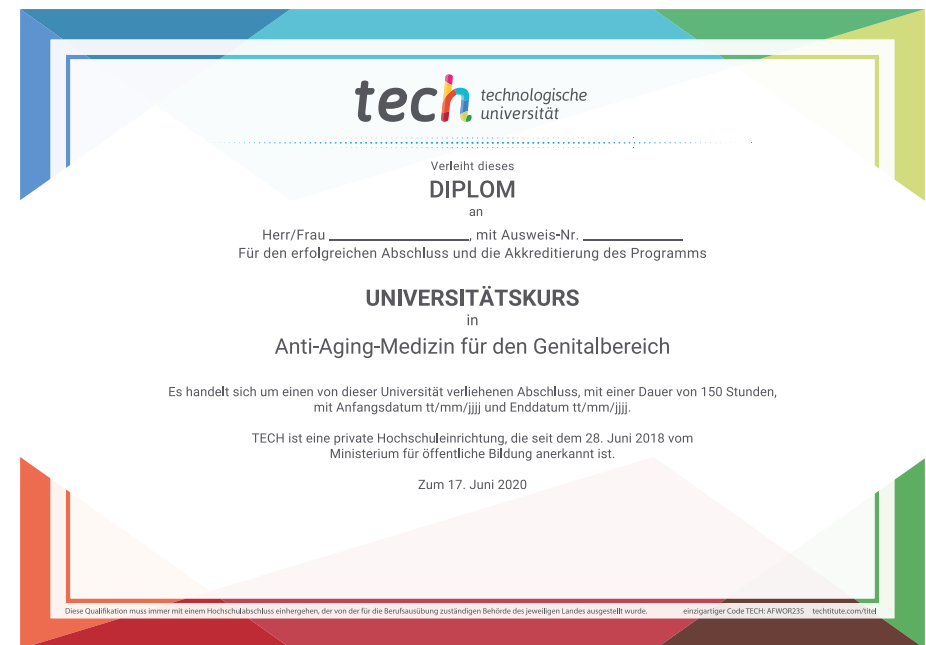 tech technologische
universität
Verleiht dieses
DIPLOM
an
Herr/Frau ____________________, mit Ausweis-Nr. __________________
Für den erfolgreichen Abschluss und die Akkreditierung des Programms
UNIVERSITÄTSKURS
in
Anti-Aging-Medizin für den Genitalbereich
Es handelt sich um einen von dieser Universität verliehenen Abschluss, mit einer Dauer von 150 Stunden,
mit Anfangsdatum tt/mm/jjjj und Enddatum tt/mm/jjjj.
TECH ist eine private Hochschuleinrichtung, die seit dem 28. Juni 2018 vom
Ministerium für öffentliche Bildung anerkannt ist.
Zum 17. Juni 2020
Diese Qualifikation muss immer mit einem Hochschulabschluss einhergehen, der von der für die Berufsausübung zuständigen Behörde des jeweiligen Landes ausgestellt wurde. einzigartiger Code TECH: AFWOR23S techtitute.com/titel